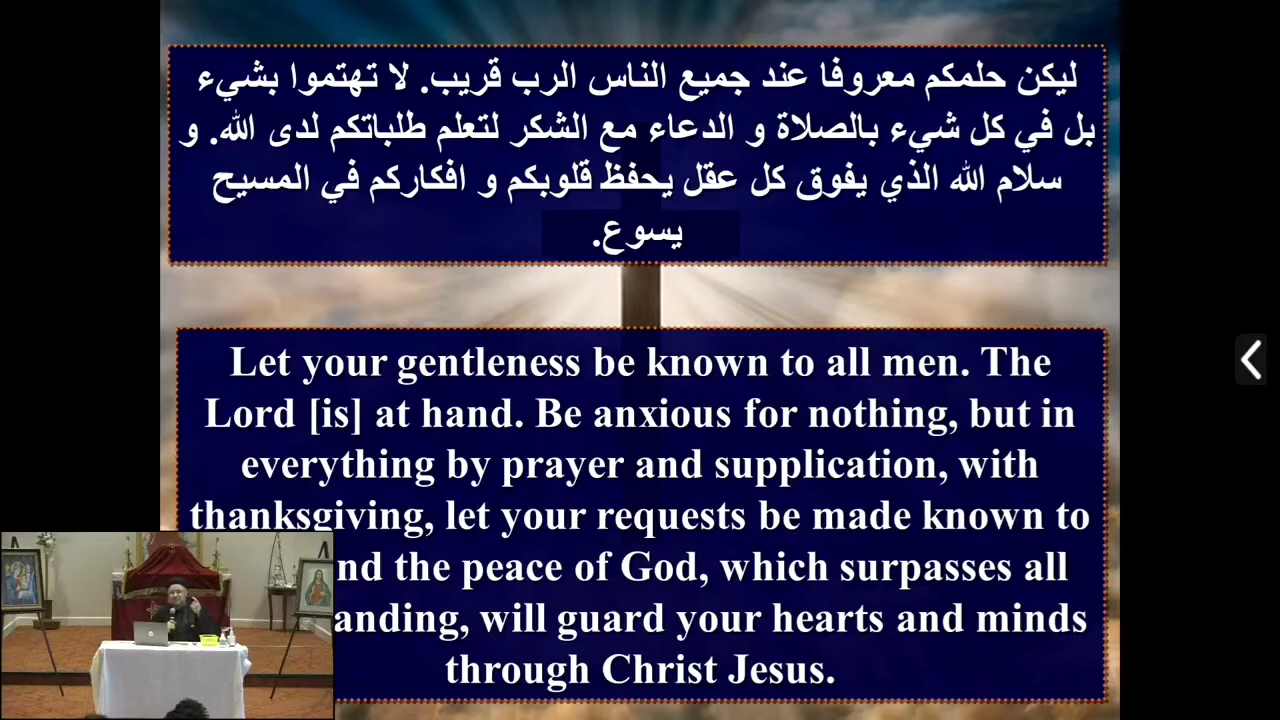 ليكن حلمكم معروفا عند جميع الناس الرب قريب. لا تهتموا بشيء
بل في كل شيء بالصلاة و الدعاء مع الشكر لتعلم طلباتكم لدى الله. و
سلام الله الذي يفوق كل عقل يحفظ قلوبكم و افكاركم في المسيح
يسوع.
Let your gentleness be known to all men. The
Lord [is] at hand. Be anxious for nothing, but in
everything by prayer and supplication, with
thanksgiving, let your requests be made known to
nd the peace of God, which surpasses all
anding, will guard your hearts and minds
through Christ Jesus.